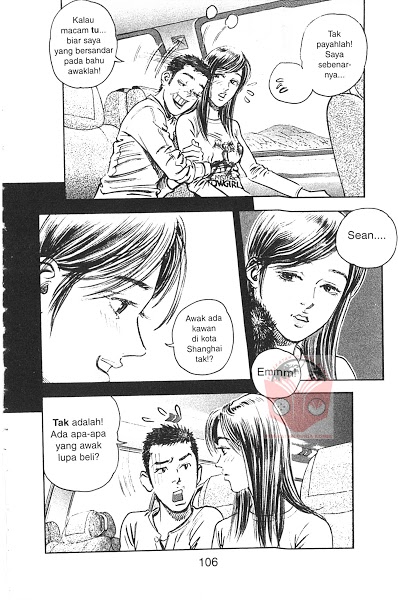 Kalau
macam tu...
biar saya
yang bersandar
pada bahu
awaklah!
Tak
payahlah!
Saya
sebenar-
nya...
COWGIRL
Sean....
Awak ada
kawan
di kota
Shanghai
tak!?
Emmm!
Tak adalah!
Ada apa-apa
yang awak
lupa beli?
106